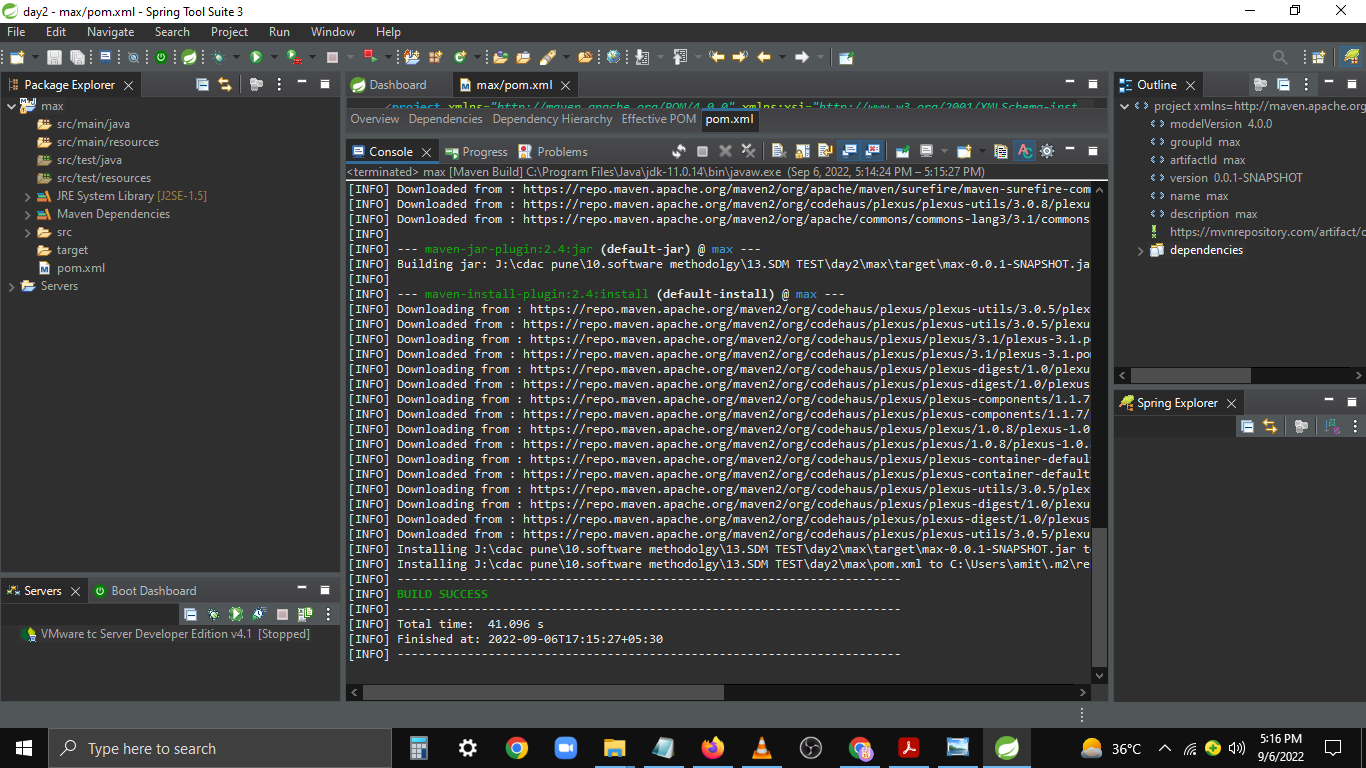 day2 - max/pom.xml - Spring Tool Suite 3
File Edit Navigate Search Project Run Window Help
Package Explorer
max
src/main/java
src/main/resources
src/test/java
src/test/resources
JRE System Library [J2SE-1.5]
Maven Dependencies
src
target
pom.xml
Servers
Servers
Boot Dashboard
VMware tc Server Developer Edition v4.1 [Stopped]
Dashboard
max/pom.xml
<project xmlns="http://maven.apache.org/POM/4.0.0" xmlns:xsi="http://www.w3.org/2001/XMLSchema-inst
Overview Dependencies Dependency Hierarchy Effective POM pom.xml
Console
Progress
Problems
<terminated> max [Maven Build] C:\Program Files\Java\jdk-11.0.14\bin\javaw.exe (Sep 6, 2022, 5:14:24 PM – 5:15:27 PM)
[INFO] Downloaded from : https://repo.maven.apache.org/maven2/org/apache/maven/surefire/maven-surefire-com
[INFO] Downloaded from : https://repo.maven.apache.org/maven2/org/codehaus/plexus/plexus-utils/3.0.8/plexu
[INFO] Downloaded from : https://repo.maven.apache.org/maven2/org/apache/commons/commons-lang3/3.1/commons
[INFO]
[INFO] --- maven-jar-plugin:2.4:jar (default-jar) @ max ---
[INFO] Building jar: J:\cdac pune\10.software methodolgy\13.SDM TEST\day2\max\target\max-0.0.1-SNAPSHOT.ja
[INFO]
[INFO] --- maven-install-plugin:2.4:install (default-install) @ max ---
[INFO] Downloading from : https://repo.maven.apache.org/maven2/org/codehaus/plexus/plexus-utils/3.0.5/plex
[INFO] Downloaded from : https://repo.maven.apache.org/maven2/org/codehaus/plexus/plexus-utils/3.0.5/plexu
[INFO] Downloading from : https://repo.maven.apache.org/maven2/org/codehaus/plexus/plexus/3.1/plexus-3.1.p
[INFO] Downloaded from : https://repo.maven.apache.org/maven2/org/codehaus/plexus/plexus/3.1/plexus-3.1.pom
[INFO] Downloading from : https://repo.maven.apache.org/maven2/org/codehaus/plexus/plexus-digest/1.0/plexu
[INFO] Downloaded from : https://repo.maven.apache.org/maven2/org/codehaus/plexus/plexus-digest/1.0/plexus
[INFO] Downloading from : https://repo.maven.apache.org/maven2/org/codehaus/plexus/plexus-components/1.1.7
[INFO] Downloaded from : https://repo.maven.apache.org/maven2/org/codehaus/plexus/plexus-components/1.1.7/
[INFO] Downloading from : https://repo.maven.apache.org/maven2/org/codehaus/plexus/plexus/1.0.8/plexus-1.0
[INFO] Downloaded from : https://repo.maven.apache.org/maven2/org/codehaus/plexus/plexus/1.0.8/plexus-1.0.
[INFO] Downloading from : https://repo.maven.apache.org/maven2/org/codehaus/plexus/plexus-container-defaul
[INFO] Downloaded from : https://repo.maven.apache.org/maven2/org/codehaus/plexus/plexus-container-default
[INFO] Downloading from : https://repo.maven.apache.org/maven2/org/codehaus/plexus/plexus-utils/3.0.5/plex
[INFO] Downloading from : https://repo.maven.apache.org/maven2/org/codehaus/plexus/plexus-digest/1.0/plexu
[INFO] Downloaded from : https://repo.maven.apache.org/maven2/org/codehaus/plexus/plexus-digest/1.0/plexus
[INFO] Downloaded from : https://repo.maven.apache.org/maven2/org/codehaus/plexus/plexus-utils/3.0.5/plexu
[INFO] Installing J:\cdac pune\10.software methodolgy\13.SDM TEST\day2\max\target\max-0.0.1-SNAPSHOT.jar to
[INFO] Installing J:\cdac pune\10.software methodolgy\13.SDM TEST\day2\max\pom.xml to C:\Users\amit\.m2\re
[INFO] ------------------------------------------------------------------------
[INFO] BUILD SUCCESS
[INFO] ------------------------------------------------------------------------
[INFO] Total time: 41.096 s
[INFO] Finished at: 2022-09-06T17:15:27+05:30
[INFO] ------------------------------------------------------------------------
Outline
project xmlns=http://maven.apache.org
modelVersion 4.0.0
groupId max
artifactId max
version 0.0.1-SNAPSHOT
name max
description max
https://mvnrepository.com/artifact/c
dependencies
Spring Explorer
Type here to search
36°C
5:16 PM
9/6/2022